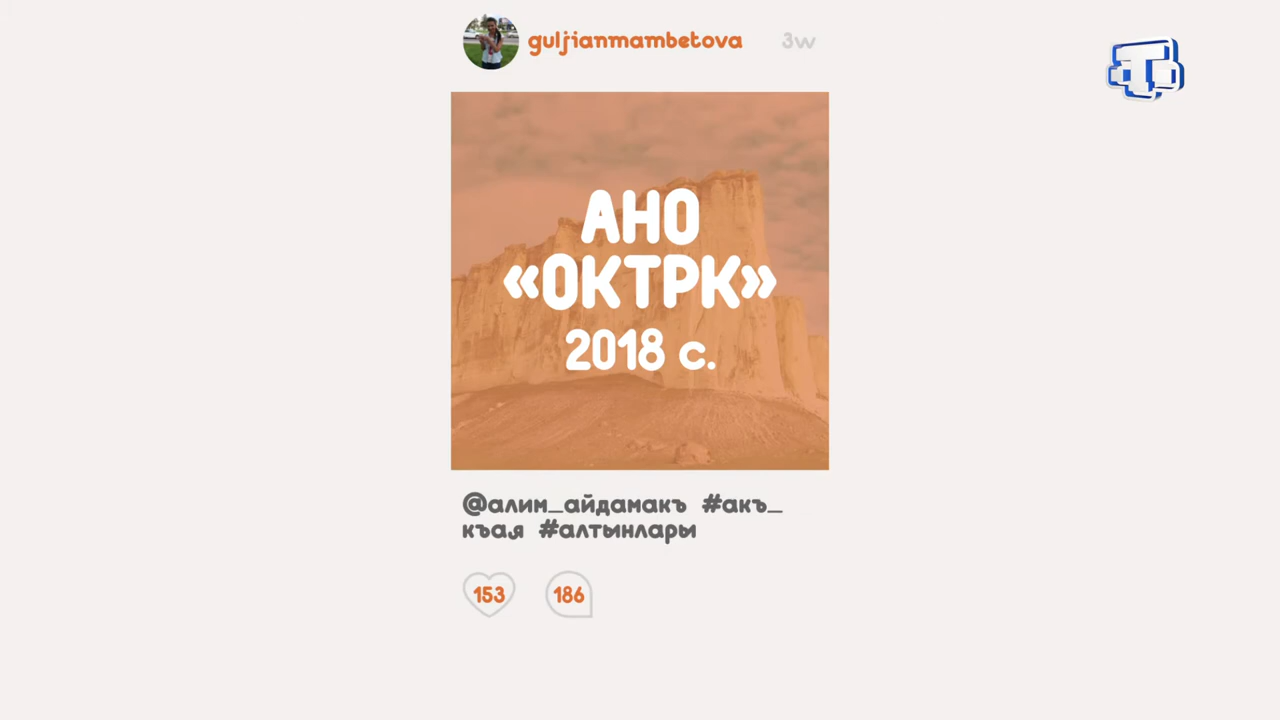 guljianmambetova 3w
АНО
«ОКТРК»
2018 с.
@алим_айдамакъ #акъ_
къая #алтынлары
153 186